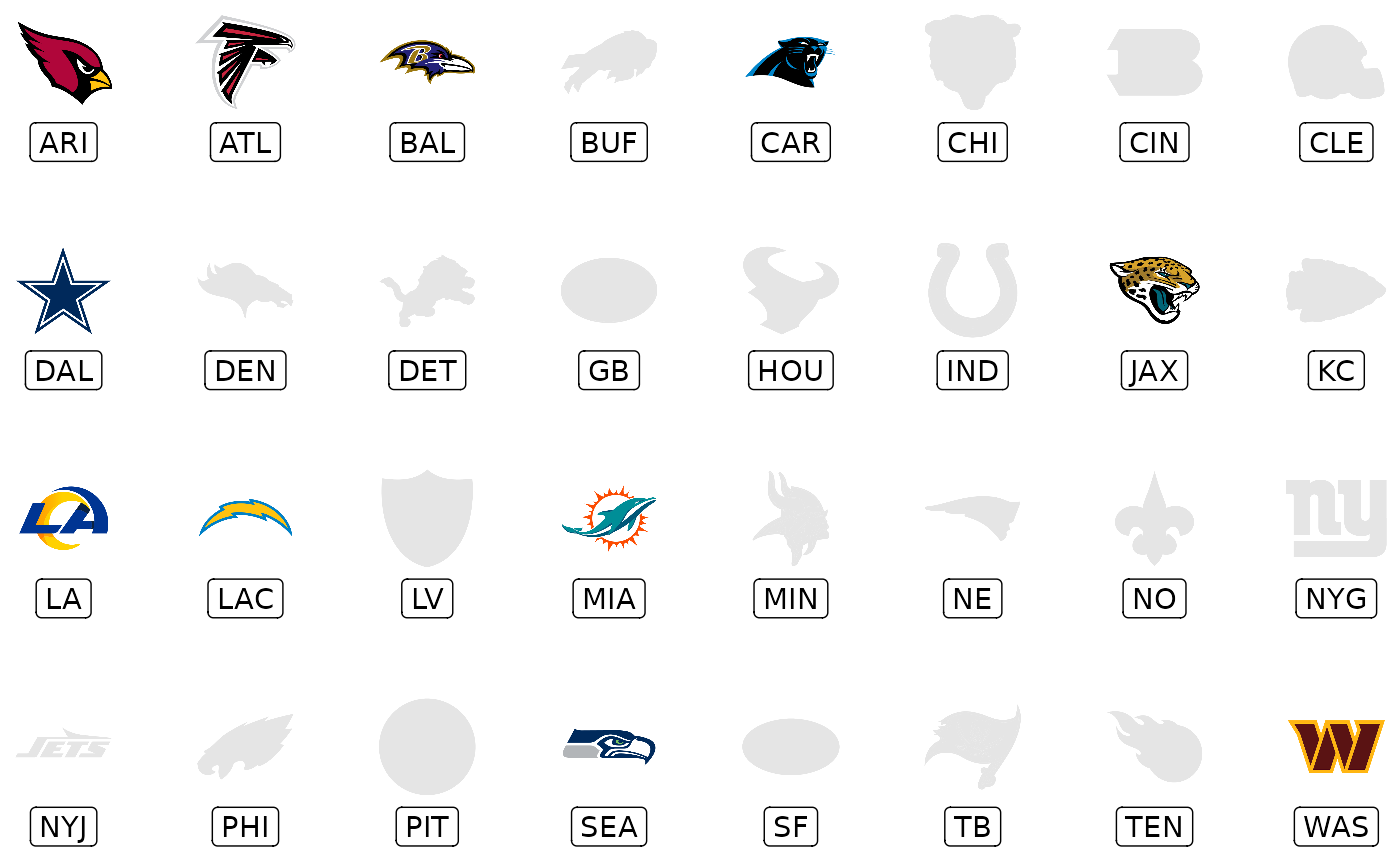 ARI ATL BAL BUF CAR CHI CIN CLE
DAL DEN DET GB HOU IND JAX KC
LA LAC LV MIA MIN NE NO NYG
NYJ PHI PIT SEA SF TB TEN WAS